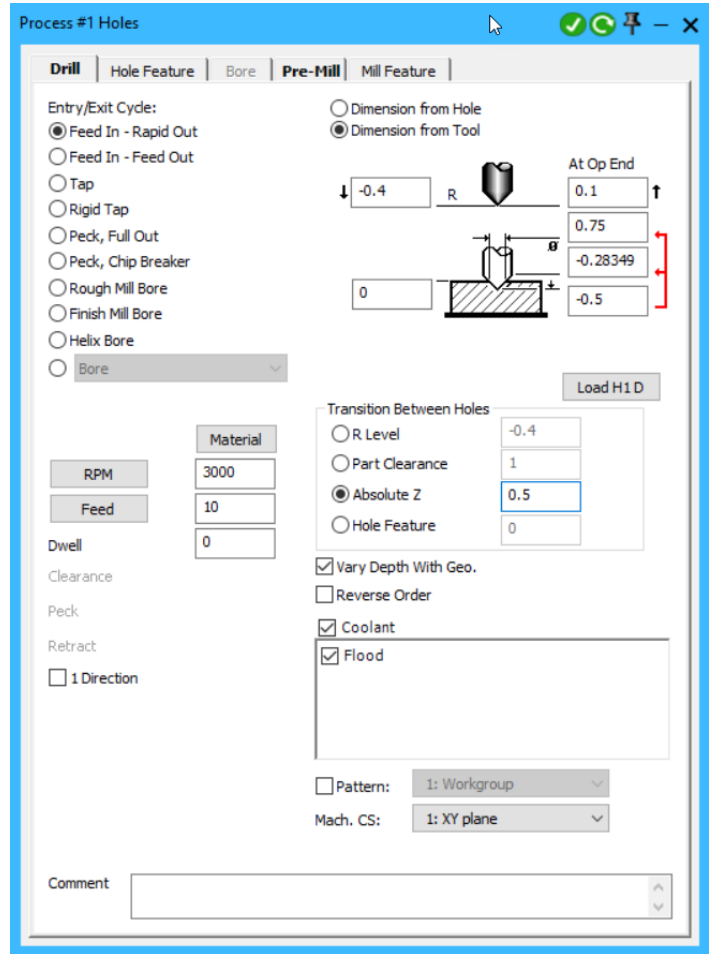 Process #1 Holes
Drill Hole Feature Bore Pre-Mill Mill Feature
Entry/Exit Cycle:
Feed In - Rapid Out
Feed In - Feed Out
Tap
Rigid Tap
Peck, Full Out
Peck, Chip Breaker
Rough Mill Bore
Finish Mill Bore
Helix Bore
Bore
Dimension from Hole
Dimension from Tool
At Op End
-0.4
R
0.1
0.75
ø
-0.28349
0
-0.5
Load H1 D
Material
RPM 3000
Feed 10
Dwell 0
Clearance
Peck
Retract
1 Direction
Transition Between Holes
R Level -0.4
Part Clearance 1
Absolute Z 0.5
Hole Feature 0
Vary Depth With Geo.
Reverse Order
Coolant
Flood
Pattern: 1: Workgroup
Mach. CS: 1: XY plane
Comment